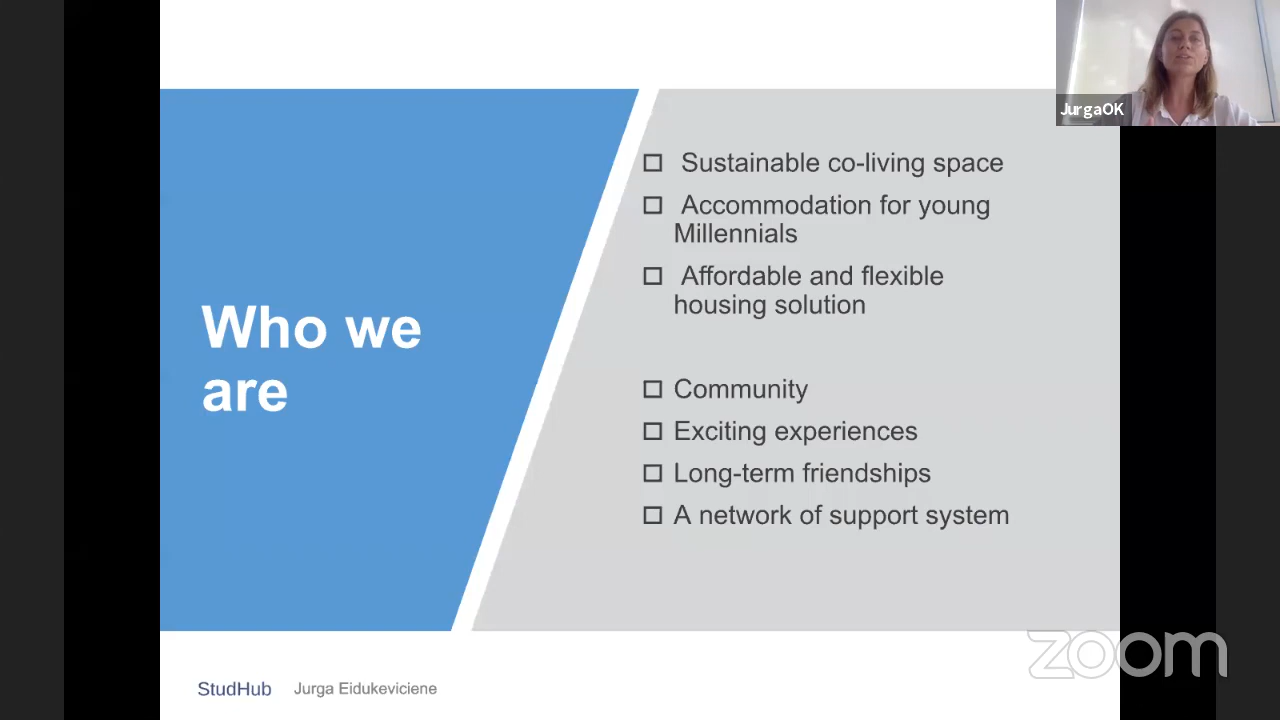 JurgaOK
Who we
are
Sustainable co-living space
Accommodation for young
Millennials
Affordable and flexible
housing solution
Community
Exciting experiences
Long-term friendships
A network of support system
StudHub
Jurga Eidukeviciene
zoom